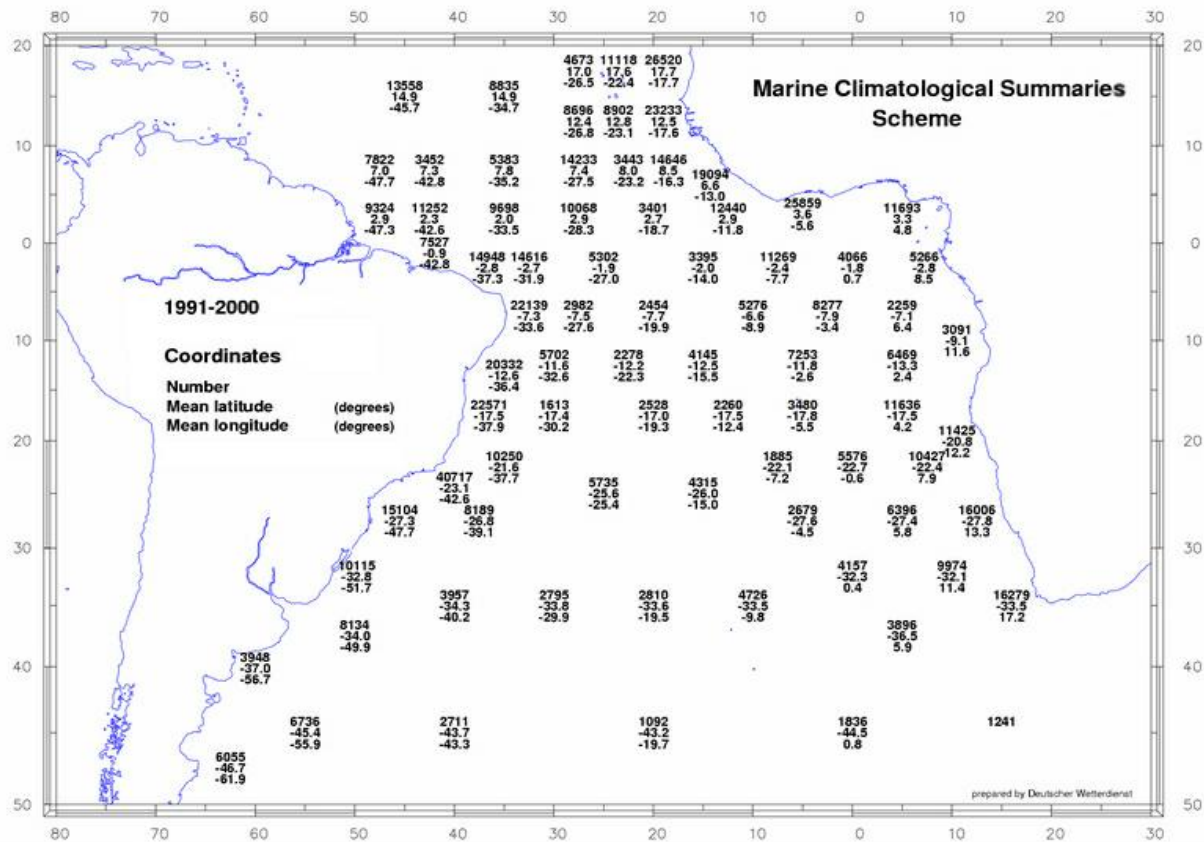 80 70 60 50 40 30 20 10 0 10 20 30
20 20
4673 11118 26520
17.0 17.6 17.7
-26.5 -22.4 -17.7
Marine Climatological Summaries
Scheme
13558 8835
14.9 14.9
-45.7 -34.7
8696 8902 23233
12.4 12.8 12.5
-26.8 -23.1 -17.6
10 10
7822 3452 5383 14233 3443 14646
7.0 7.3 7.8 7.4 8.0 8.5
-47.7 -42.8 -35.2 -27.5 -23.2 -16.3
19094
6.6
-13.0
25859
3.6
-5.6
9324 11252 9698 10068 3401 12440 11693
2.9 2.3 2.0 2.9 2.7 2.9 3.3
-47.3 -42.6 -33.5 -28.3 -18.7 -11.8 4.8
0 0
7527
-0.9
-42.8
14948 14616 5302 3395 11269 4066 5266
-2.8 -2.7 -1.9 -2.0 -2.4 -1.8 -2.8
-37.3 -31.9 -27.0 -14.0 -7.7 0.7 8.5
1991-2000
22139 2982 2454 5276 8277 2259
-7.3 -7.5 -7.7 -6.6 -7.9 -7.1
-33.6 -27.6 -19.9 -8.9 -3.4 6.4
3091
-9.1
11.6
10 10
Coordinates
Number
Mean latitude (degrees)
Mean longitude (degrees)
5702 2278 4145 7253 6469
-11.6 -12.2 -12.5 -11.8 -13.3
-32.6 -22.3 -15.5 -2.6 2.4
20332
-12.6
-36.4
22571 1613 2528 2260 3480 11636
-17.5 -17.4 -17.0 -17.5 -17.8 -17.5
-37.9 -30.2 -19.3 -12.4 -5.5 4.2
11425
-20.8
12.2
20 20
10250 1885 5576 10427
-21.6 -22.1 -22.7 -22.4
-37.7 -7.2 -0.6 7.9
40717
-23.1
-42.6
5735 4315
-25.6 -26.0
-25.4 -15.0
15104 8189 2679 6396 16006
-27.3 -26.8 -27.6 -27.4 -27.8
-47.7 -39.1 -4.5 5.8 13.3
30 30
10115 4157 9974
-32.8 -32.3 -32.1
-51.7 0.4 11.4
3957 2795 2810 4726 16279
-34.3 -33.8 -33.6 -33.5 -33.5
-40.2 -29.9 -19.5 -9.8 17.2
8134 3896
-34.0 -36.5
-49.9 5.9
3948
-37.0
-56.7
40 40
6736 2711 1092 1836 1241
-45.4 -43.7 -43.2 -44.5
-55.9 -43.3 -19.7 0.8
6055
-46.7
-61.9
prepared by Deutscher Wetterdienst
50 50
80 70 60 50 40 30 20 10 0 10 20 30